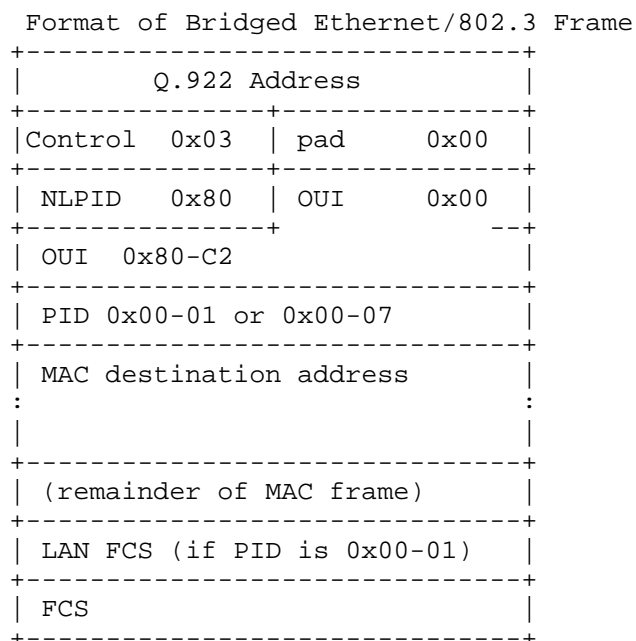 Format of Bridged Ethernet/802.3 Frame
+-------------------------------+
|        Q.922 Address          |
+---------------+---------------+
|Control  0x03  | pad     0x00  |
+---------------+---------------+
| NLPID   0x80  | OUI     0x00  |
+---------------+             --+
| OUI  0x80-C2                  |
+-------------------------------+
| PID 0x00-01 or 0x00-07        |
+-------------------------------+
| MAC destination address       |
:                               :
|                               |
+-------------------------------+
| (remainder of MAC frame)      |
+-------------------------------+
| LAN FCS (if PID is 0x00-01)   |
+-------------------------------+
| FCS                           |
+-------------------------------+